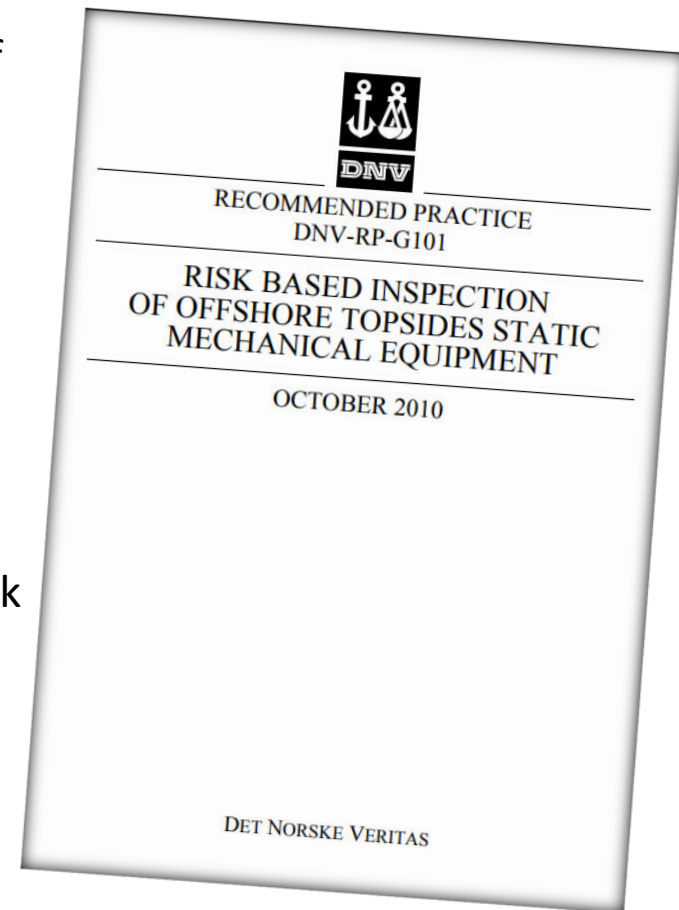 DNV
RECOMMENDED PRACTICE
DNV-RP-G101
RISK BASED INSPECTION
OF OFFSHORE TOPSIDES STATIC
MECHANICAL EQUIPMENT
OCTOBER 2010
k
DET NORSKE VERITAS